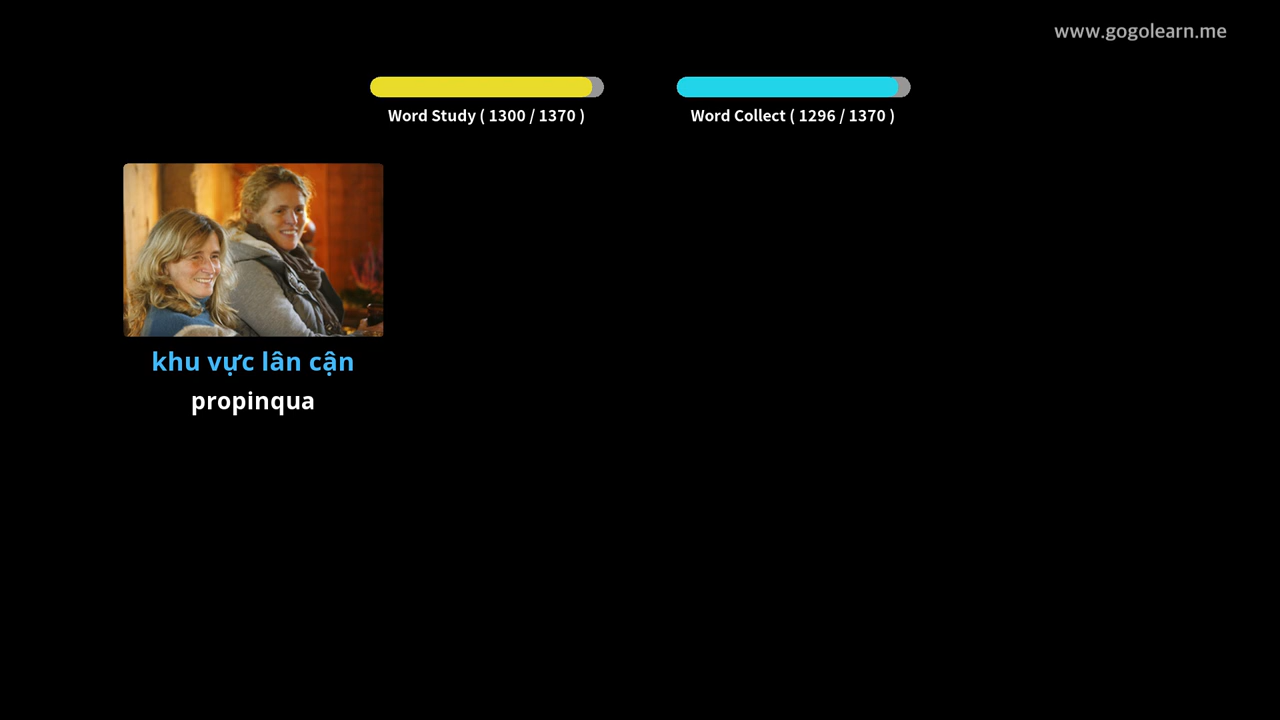 www.gogolearn.me
Word Study ( 1300 / 1370 )
Word Collect ( 1296 / 1370 )
khu vực lân cận
propinqua